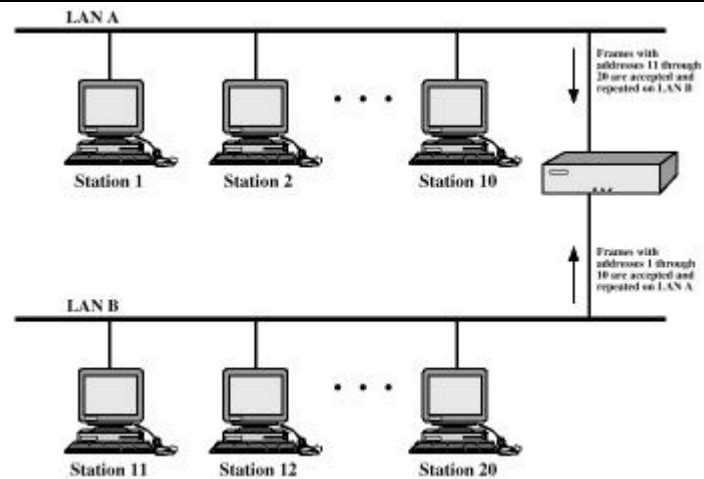 LAN A
Frames with
addresses 11 through
20 are accepted and
repeated on LAN B
Station 1
Station 2
Station 10
Frames with
addresses 1 through
10 are accepted and
repeated on LAN A
LAN B
Station 11
Station 12
Station 20